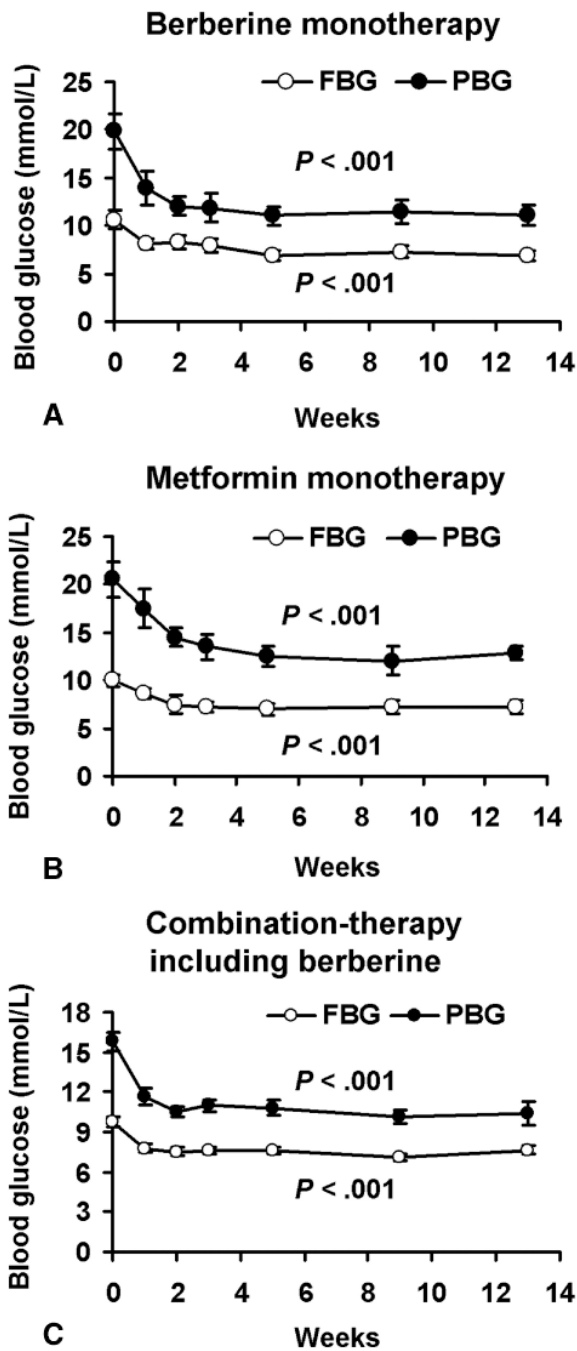 Berberine monotherapy
FBG PBG
Blood glucose (mmol/L)
25
20
15
10
5
0
P < .001
P < .001
0 2 4 6 8 10 12 14
Weeks
A
Metformin monotherapy
FBG PBG
Blood glucose (mmol/L)
25
20
15
10
5
0
P < .001
P < .001
0 2 4 6 8 10 12 14
Weeks
B
Combination-therapy
including berberine
FBG PBG
Blood glucose (mmol/L)
18
15
12
9
6
3
0
P < .001
P < .001
0 2 4 6 8 10 12 14
Weeks
C